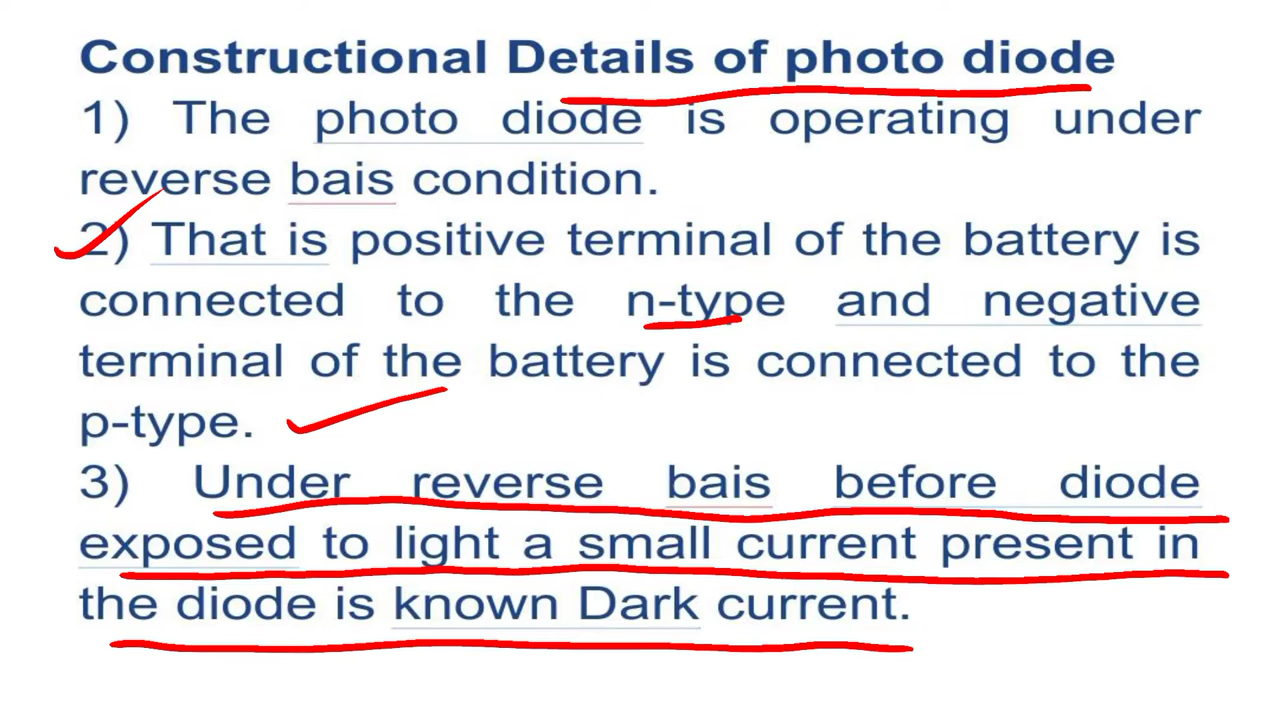 Constructional Details of photo diode
1) The photo diode is operating under
reverse bais condition.
2) That is positive terminal of the battery is
connected to the n-type and negative
terminal of the battery is connected to the
p-type.
3) Under reverse bais before diode
exposed to light a small current present in
the diode is known Dark current.